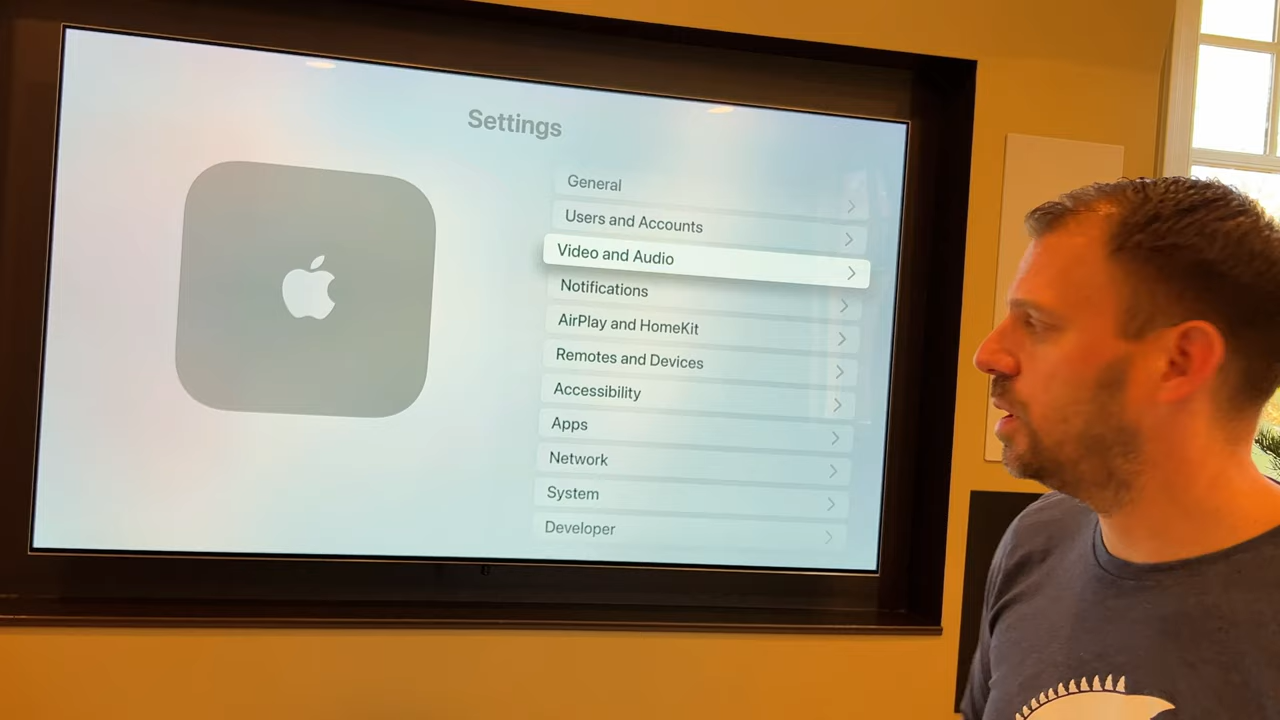 Settings
General
Users and Accounts
Video and Audio
Notifications
AirPlay and HomeKit
Remotes and Devices
Accessibility
Apps
Network
System
Developer